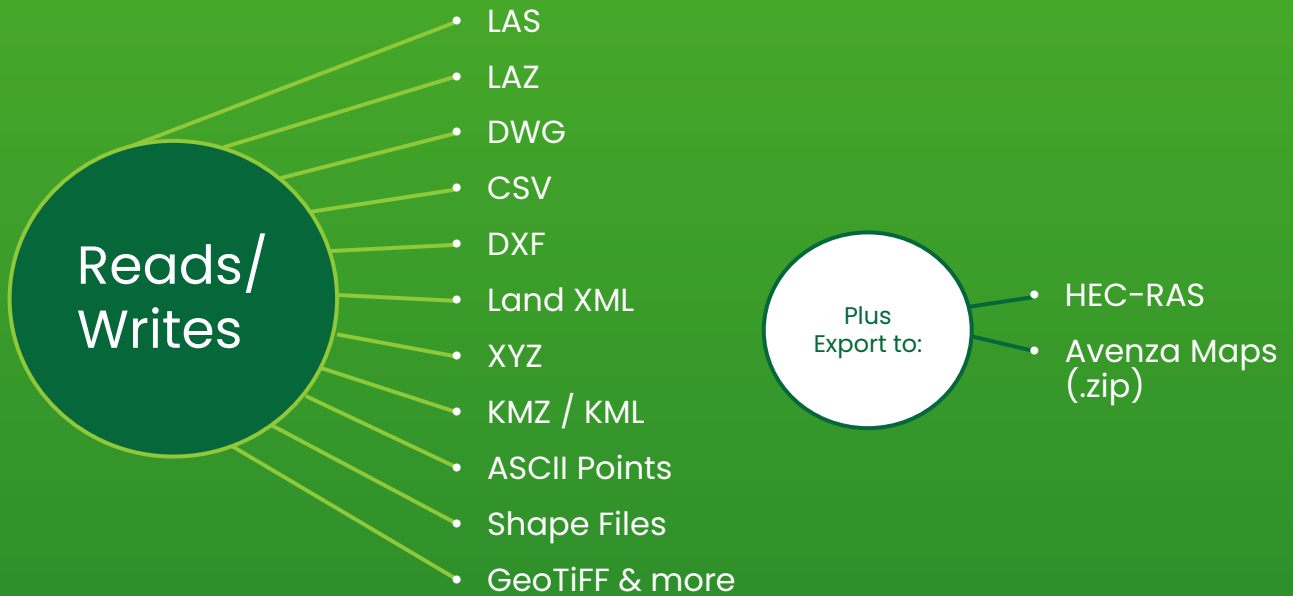 Reads/
Writes
LAS
LAZ
DWG
CSV
DXF
Land XML
XYZ
KMZ / KML
ASCII Points
Shape Files
GeoTiFF & more
Plus
Export to:
HEC-RAS
Avenza Maps
(.zip)